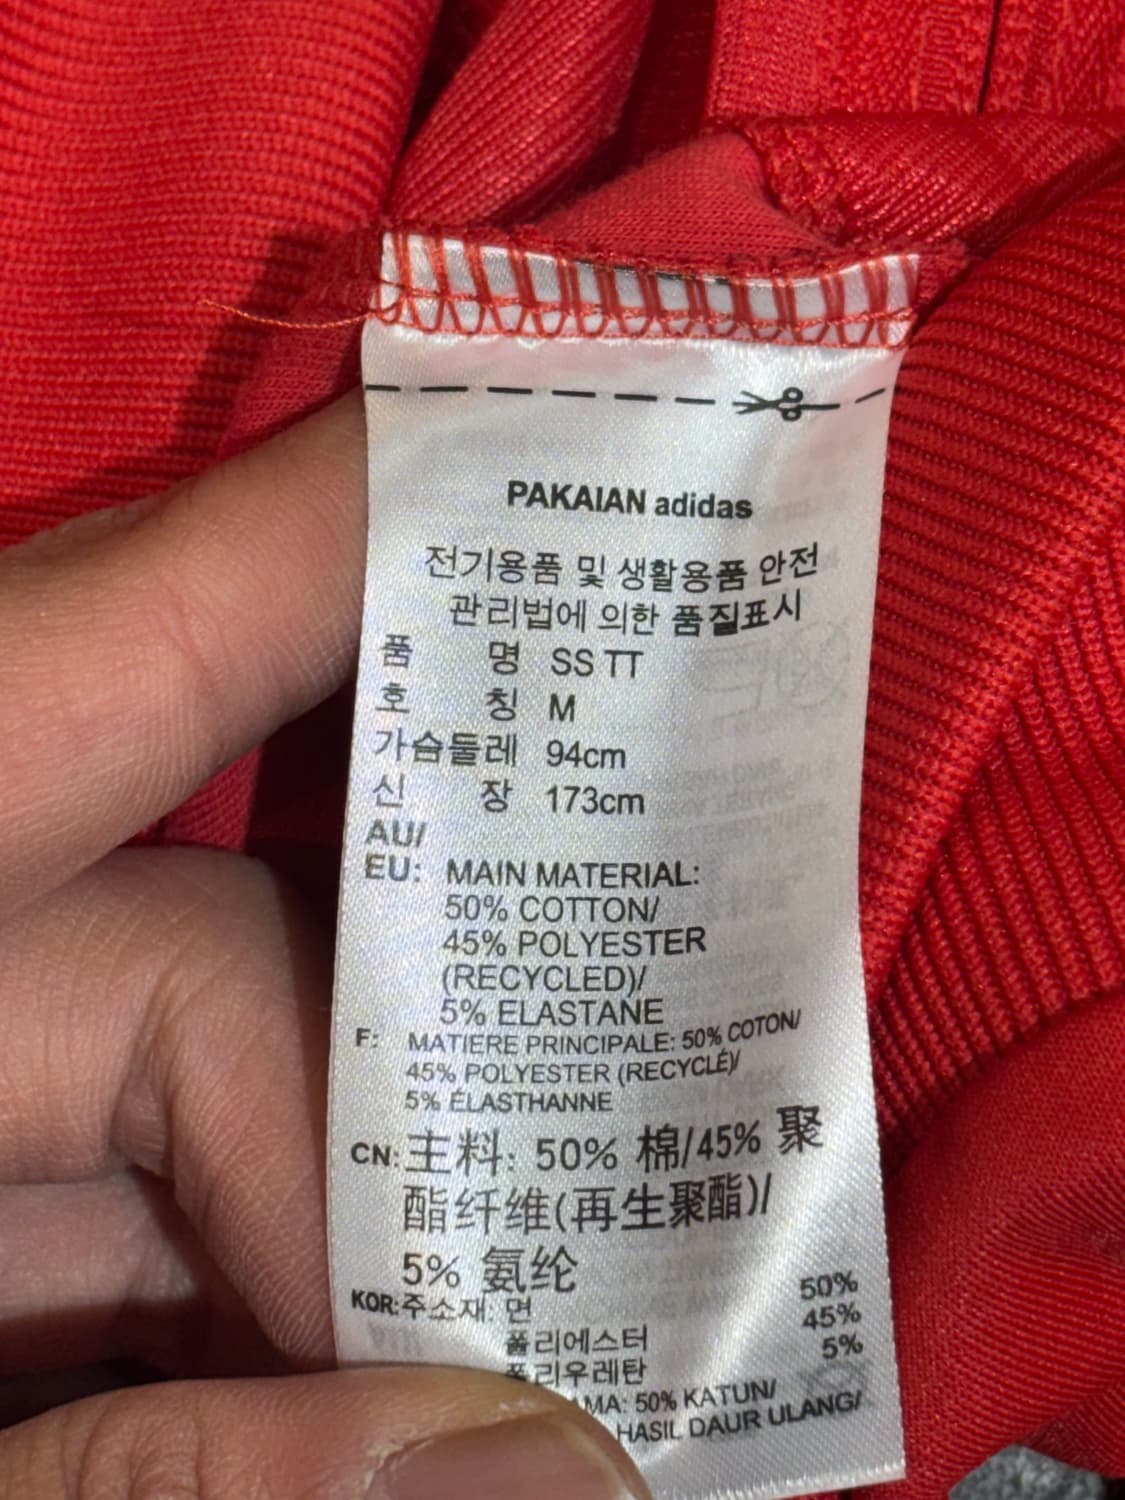 PAKAIAN adidas
전기용품 및 생활용품 안전
관리법에 의한 품질표시
품 명 SS TT
호 칭 M
가슴둘레 94cm
신 장 173cm
AU/
EU: MAIN MATERIAL:
50% COTTON/
45% POLYESTER
(RECYCLED)/
5% ELASTANE
F: MATIERE PRINCIPALE: 50% COTON/
45% POLYESTER (RECYCLÉ)/
5% ÉLASTHANNE
CN: 主料: 50% 棉/45% 聚
酯纤维(再生聚酯)/
5% 氨纶
KOR: 주소재: 면 50%
폴리에스터 45%
폴리우레탄 5%
50% KATUN/
HASIL DAUR ULANG/